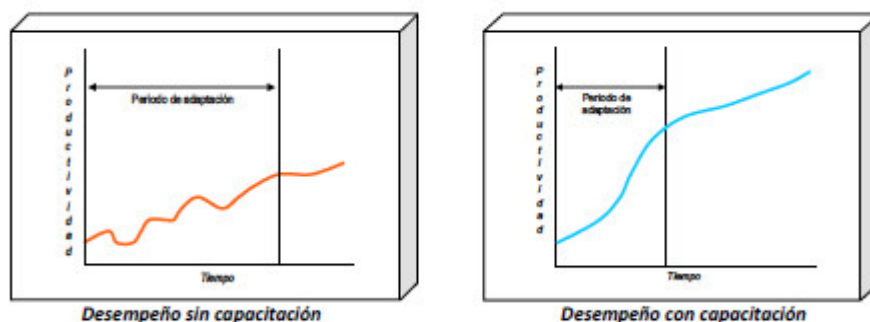 Productividad
Periodo de adaptación
Tiempo
Desempeño sin capacitación
Productividad
Periodo de
adaptación
Tiempo
Desempeño con capacitación